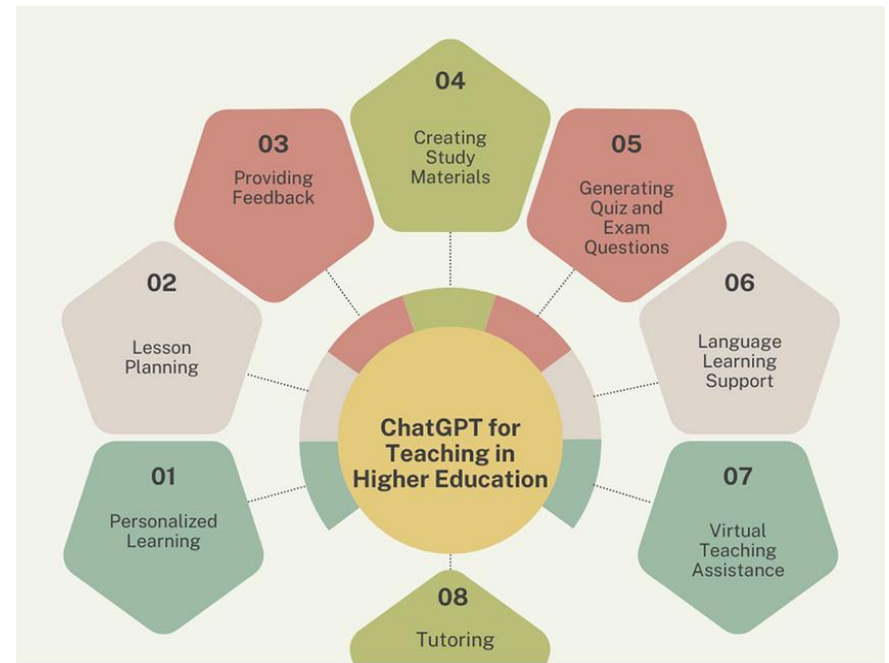 04
Creating
Study
Materials
03
Providing
Feedback
05
Generating
Quiz and
Exam
Questions
02
Lesson
Planning
06
Language
Learning
Support
ChatGPT for
Teaching in
Higher Education
01
Personalized
Learning
07
Virtual
Teaching
Assistance
08
Tutoring